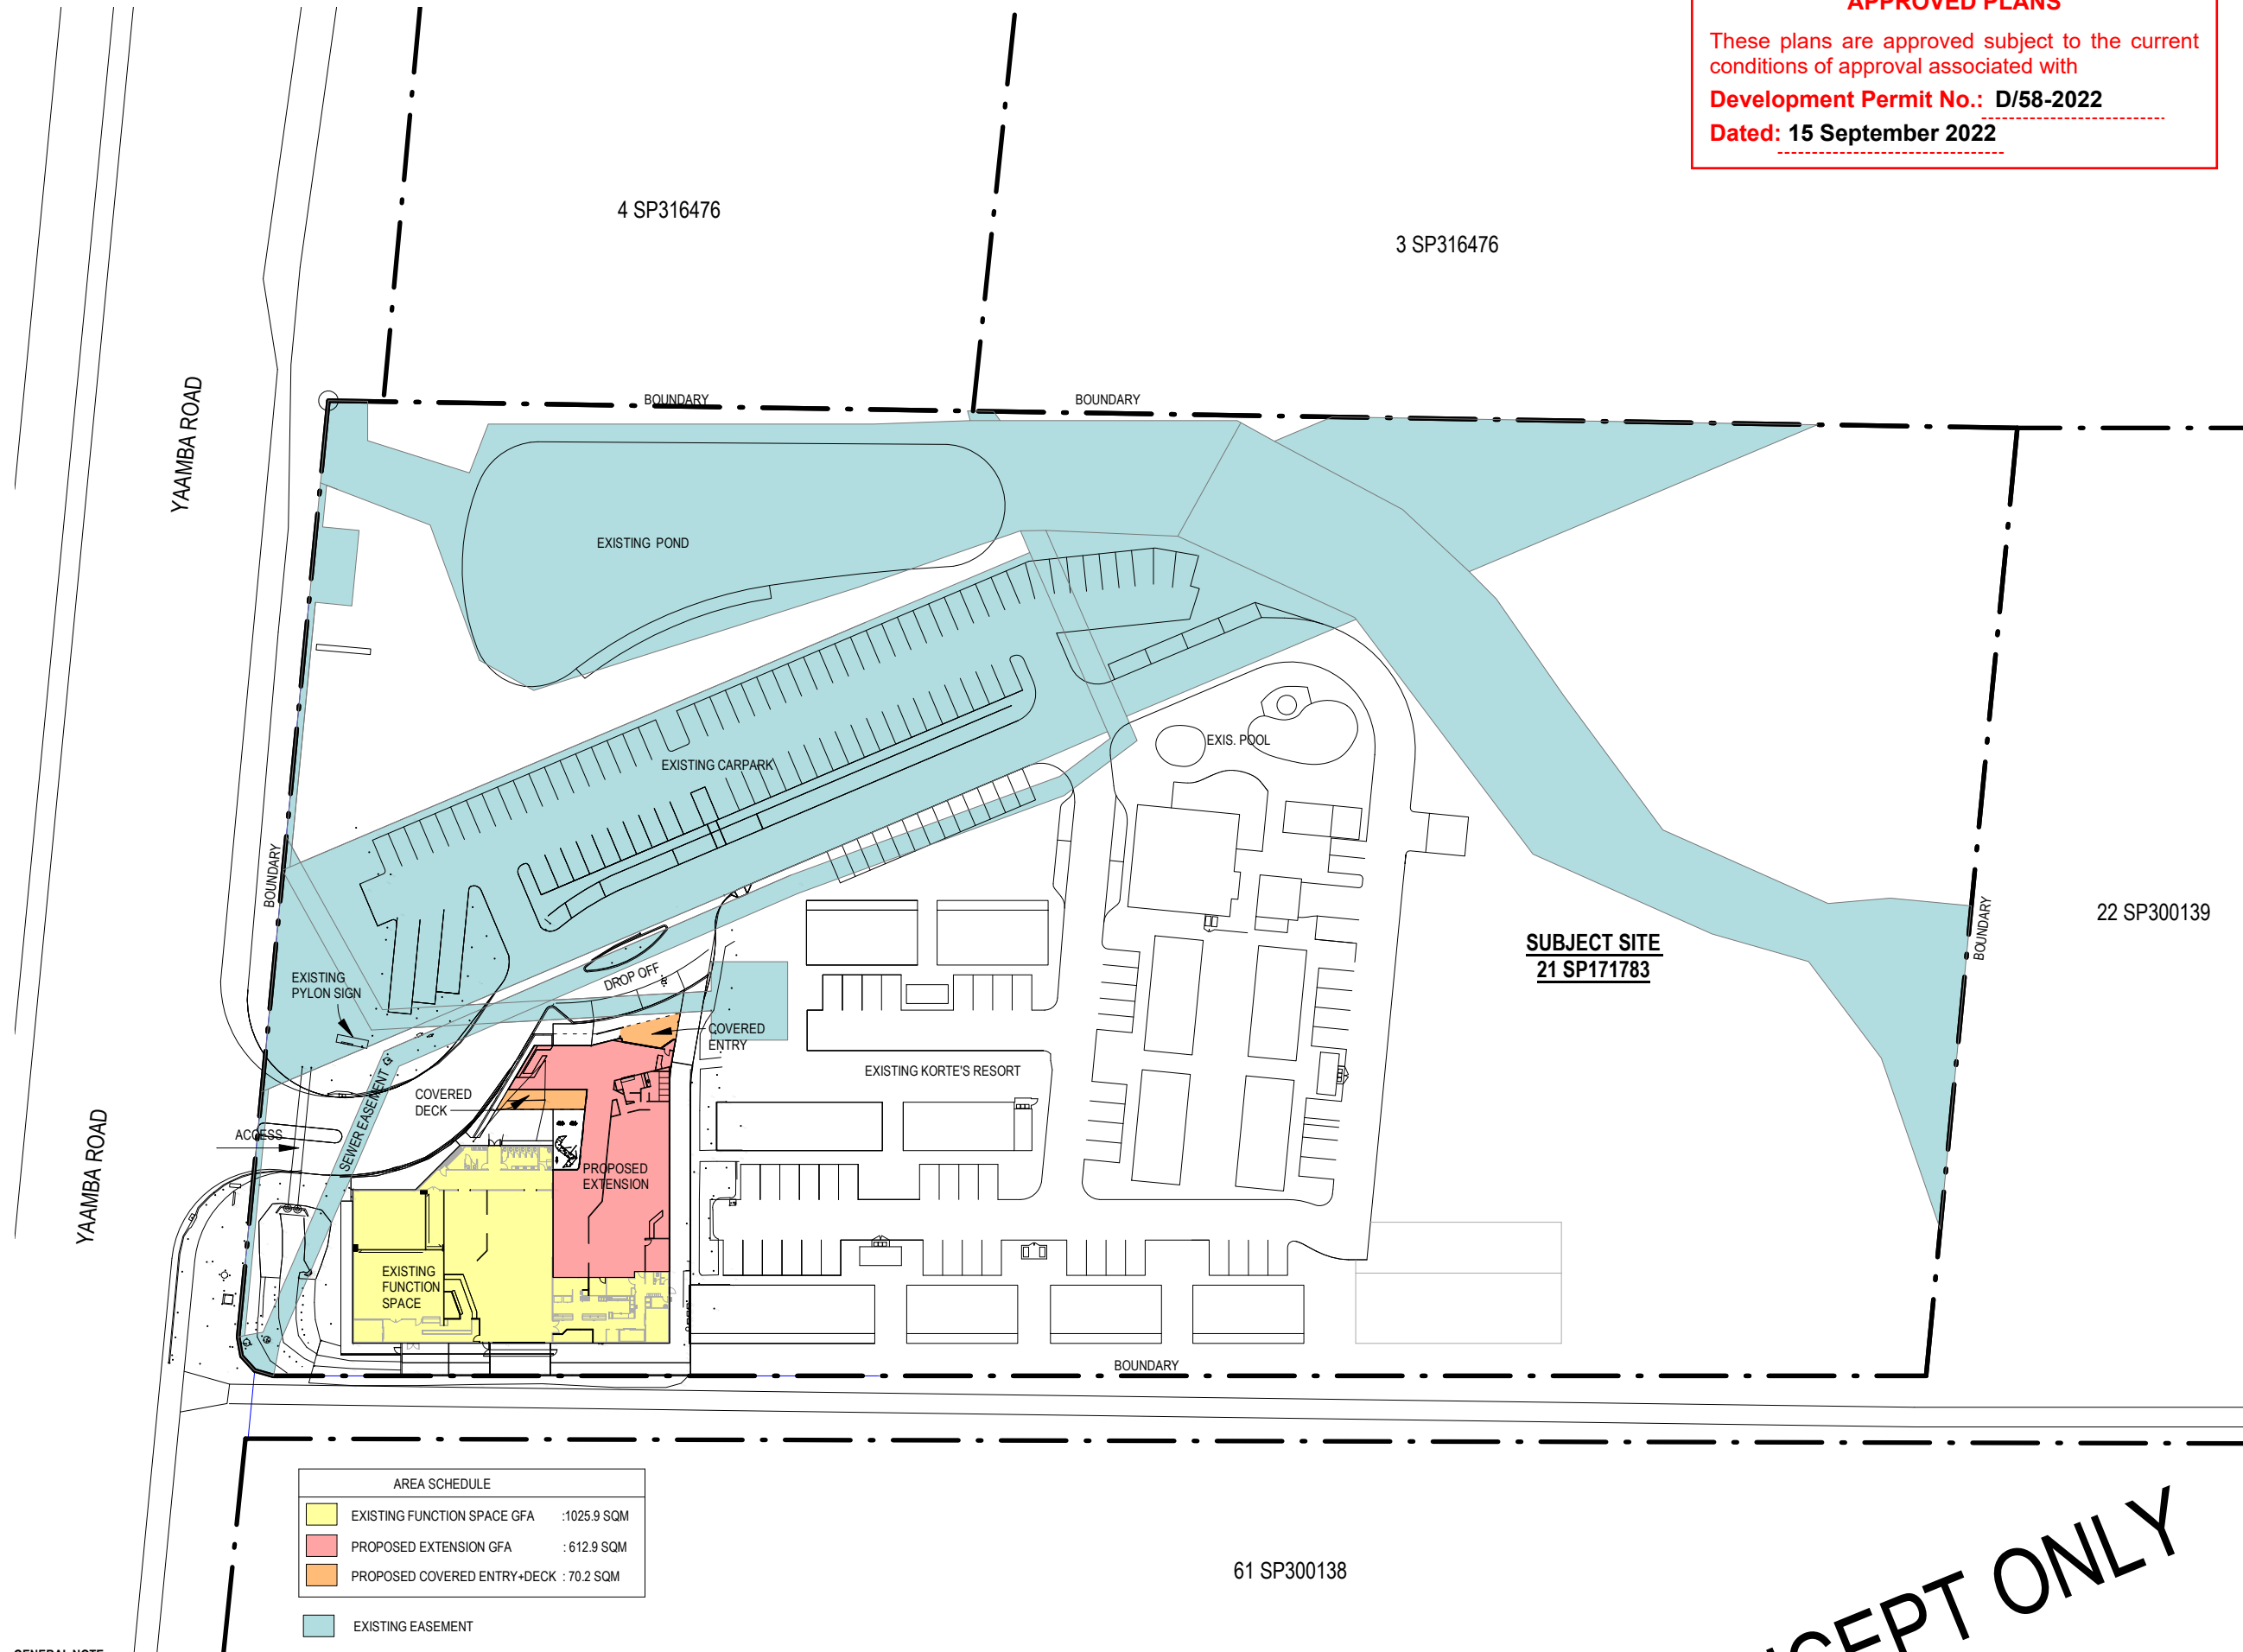 APPROVED PLANS
These plans are approved subject to the current
conditions of approval associated with
Development Permit No.: D/58-2022
Dated: 15 September 2022
4 SP316476
3 SP316476
YAAMBA ROAD
BOUNDARY
BOUNDARY
EXISTING POND
EXIS. POOL
EXISTING CARPARK
BOUNDARY
22 SP300139
BOUNDARY
SUBJECT SITE
21 SP171783
EXISTING
PYLON SIGN
DROP OFF
COVERED
ENTRY
EXISTING KORTE'S RESORT
COVERED
DECK
SEWER EASEMENT
ACCESS
YAAMBA ROAD
PROPOSED
EXTENSION
EXISTING
FUNCTION
SPACE
BOUNDARY
AREA SCHEDULE
EXISTING FUNCTION SPACE GFA :1025.9 SQM
PROPOSED EXTENSION GFA : 612.9 SQM
PROPOSED COVERED ENTRY+DECK : 70.2 SQM
EXISTING EASEMENT
61 SP300138
ONLY
GENERAL NOTE